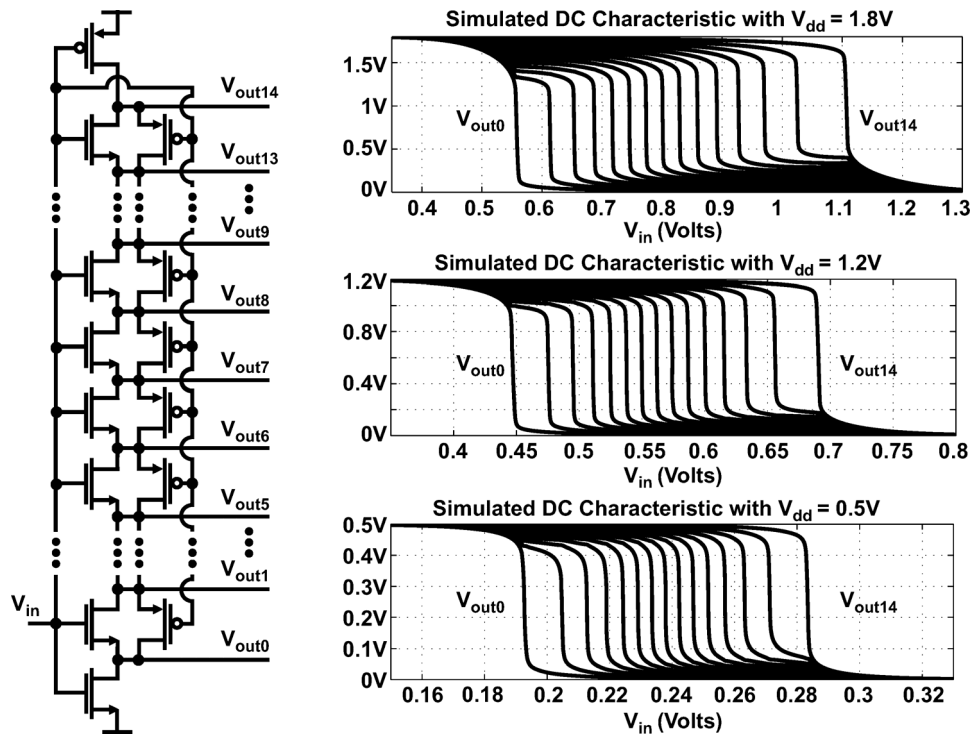 Vout14
Vout13
Vout9
Vout8
Vout7
Vout6
Vout5
Vout1
Vin
Vout0
Simulated DC Characteristic with Vdd = 1.8V
1.5V
1V
0.5V
0V
Vout0
Vout14
0.4 0.5 0.6 0.7 0.8 0.9 1 1.1 1.2 1.3
Vin (Volts)
Simulated DC Characteristic with Vdd = 1.2V
1.2V
0.8V
0.4V
0V
Vout0
Vout14
0.4 0.45 0.5 0.55 0.6 0.65 0.7 0.75 0.8
Vin (Volts)
Simulated DC Characteristic with Vdd = 0.5V
0.5V
0.4V
0.3V
0.2V
0.1V
0V
Vout0
Vout14
0.16 0.18 0.2 0.22 0.24 0.26 0.28 0.3 0.32
Vin (Volts)